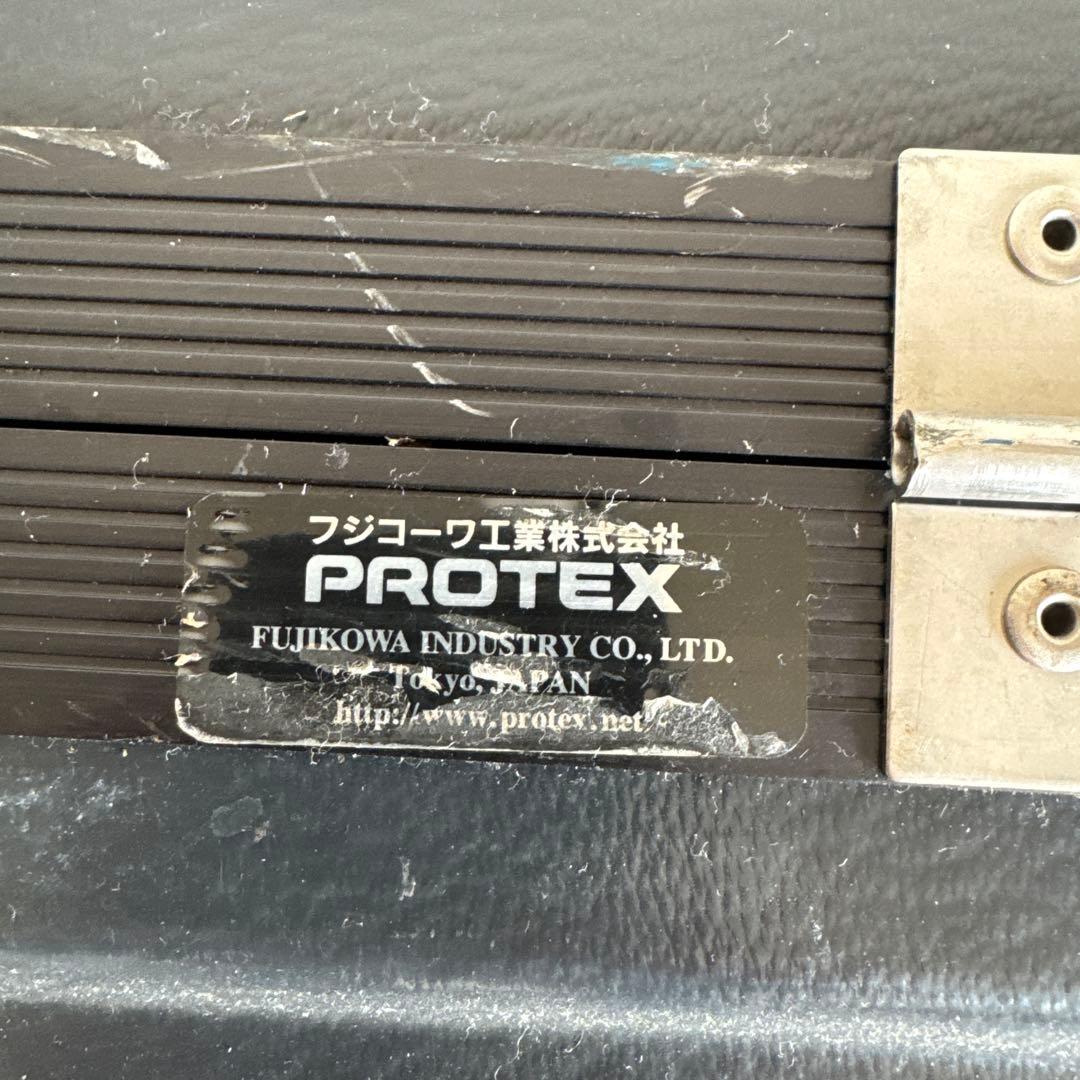 フジコーワ工業株式会社
PROTEX
FUJIKOWA INDUSTRY CO., LTD.
Tokyo, JAPAN
http://www.protex.net